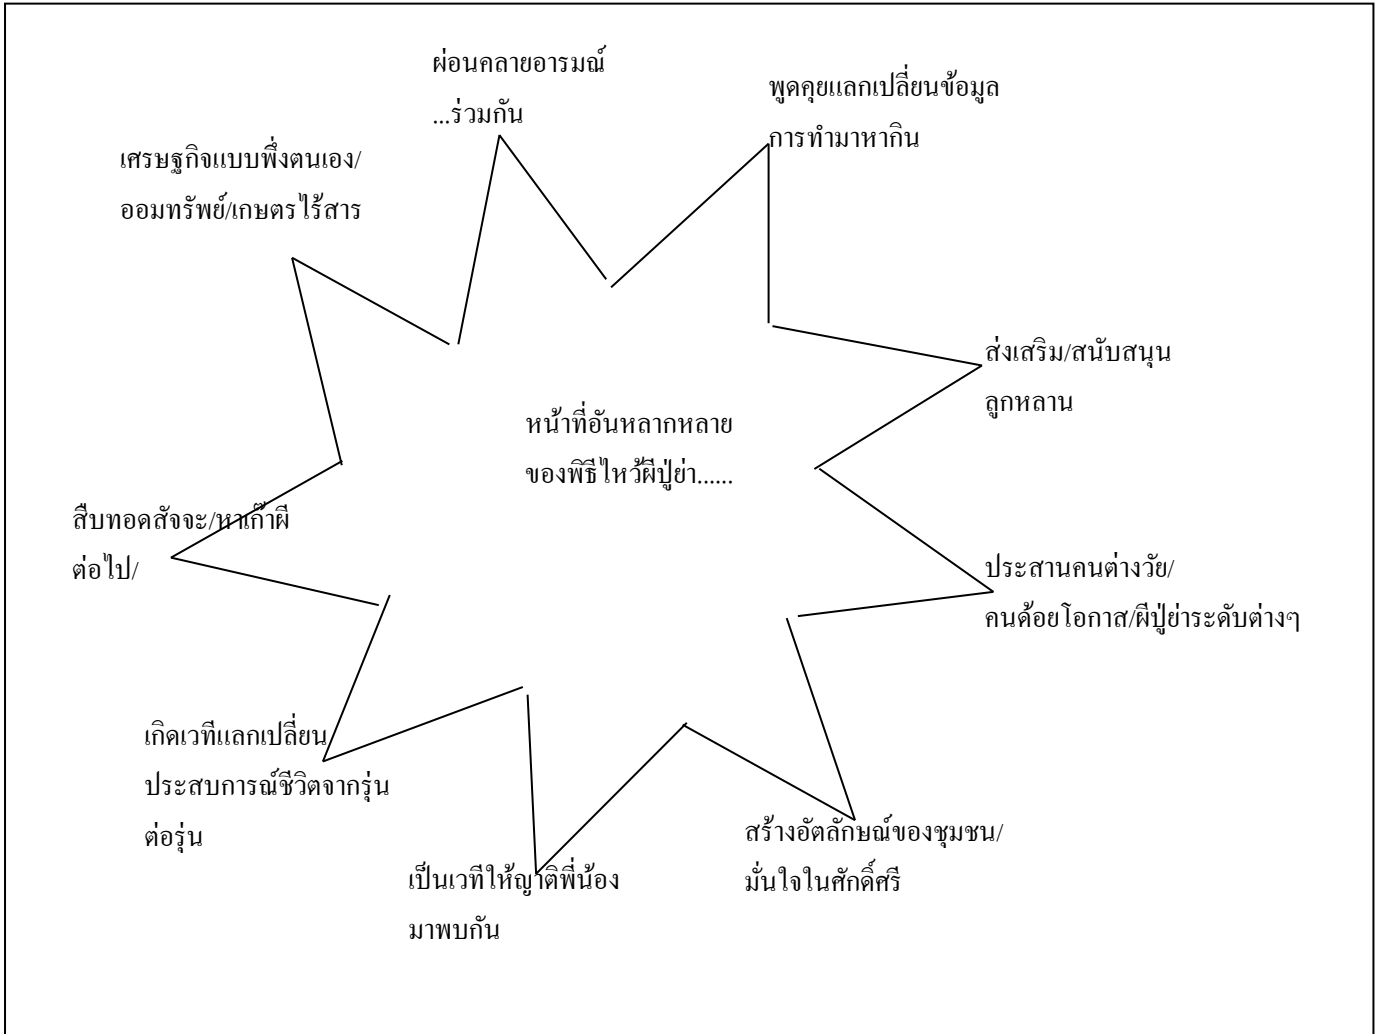 ผ่อนคลายอารมณ์
...ร่วมกัน
พูดคุยแลกเปลี่ยนข้อมูล
การทำมาหากิน
เศรษฐกิจแบบพึ่งตนเอง/
ออมทรัพย์/เกษตรไร้สาร
ส่งเสริม/สนับสนุน
ลูกหลาน
หน้าที่อันหลากหลาย
ของพิธีไหว้ผีปู่ย่า......
สืบทอดสัจจะ/หาเก๊าผี
ต่อไป/
ประสานคนต่างวัย/
คนด้อยโอกาส/ผีปู่ย่าระดับต่างๆ
เกิดเวทีแลกเปลี่ยน
ประสบการณ์ชีวิตจากรุ่น
ต่อรุ่น
สร้างอัตลักษณ์ของชุมชน/
มั่นใจในศักดิ์ศรี
เป็นเวทีให้ญาติพี่น้อง
มาพบกัน